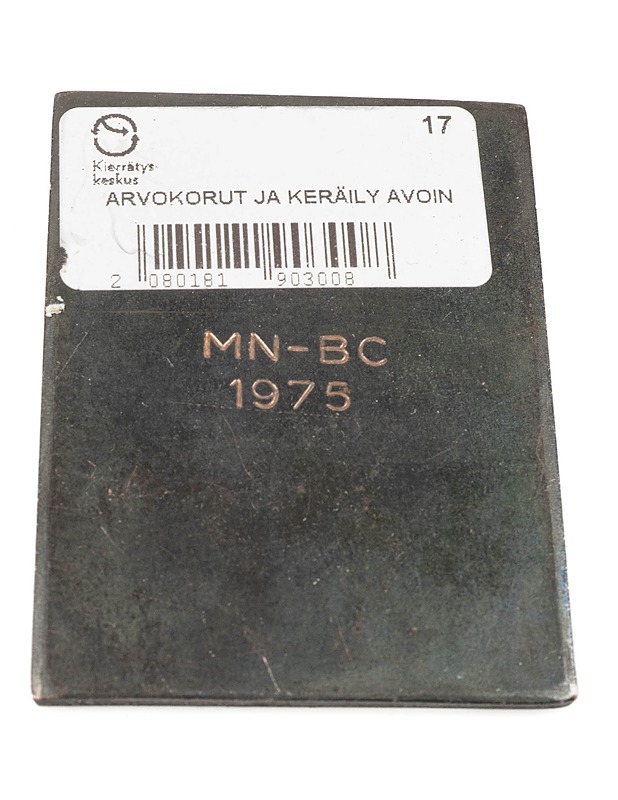 17
Kierrätys-
keskus
ARVOKORUT JA KERÄILY AVOIN
2 080181 903008
MN-BC
1975